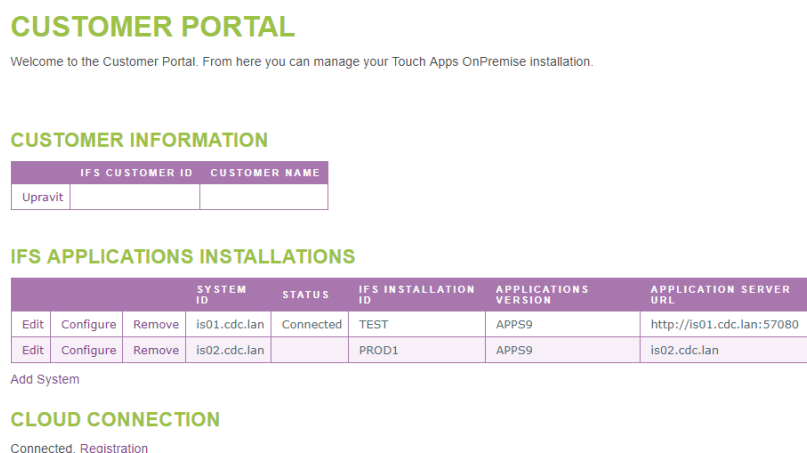 CUSTOMER PORTAL
Welcome to the Customer Portal. From here you can manage your Touch Apps OnPremise installation.
CUSTOMER INFORMATION
IFS CUSTOMER ID CUSTOMER NAME
Upravit
IFS APPLICATIONS INSTALLATIONS
SYSTEM ID STATUS IFS INSTALLATION ID APPLICATIONS VERSION APPLICATION SERVER URL
Edit Configure Remove is01.cdc.lan Connected TEST APPS9 http://is01.cdc.lan:57080
Edit Configure Remove is02.cdc.lan PROD1 APPS9 is02.cdc.lan
Add System
CLOUD CONNECTION
Connected. Registration